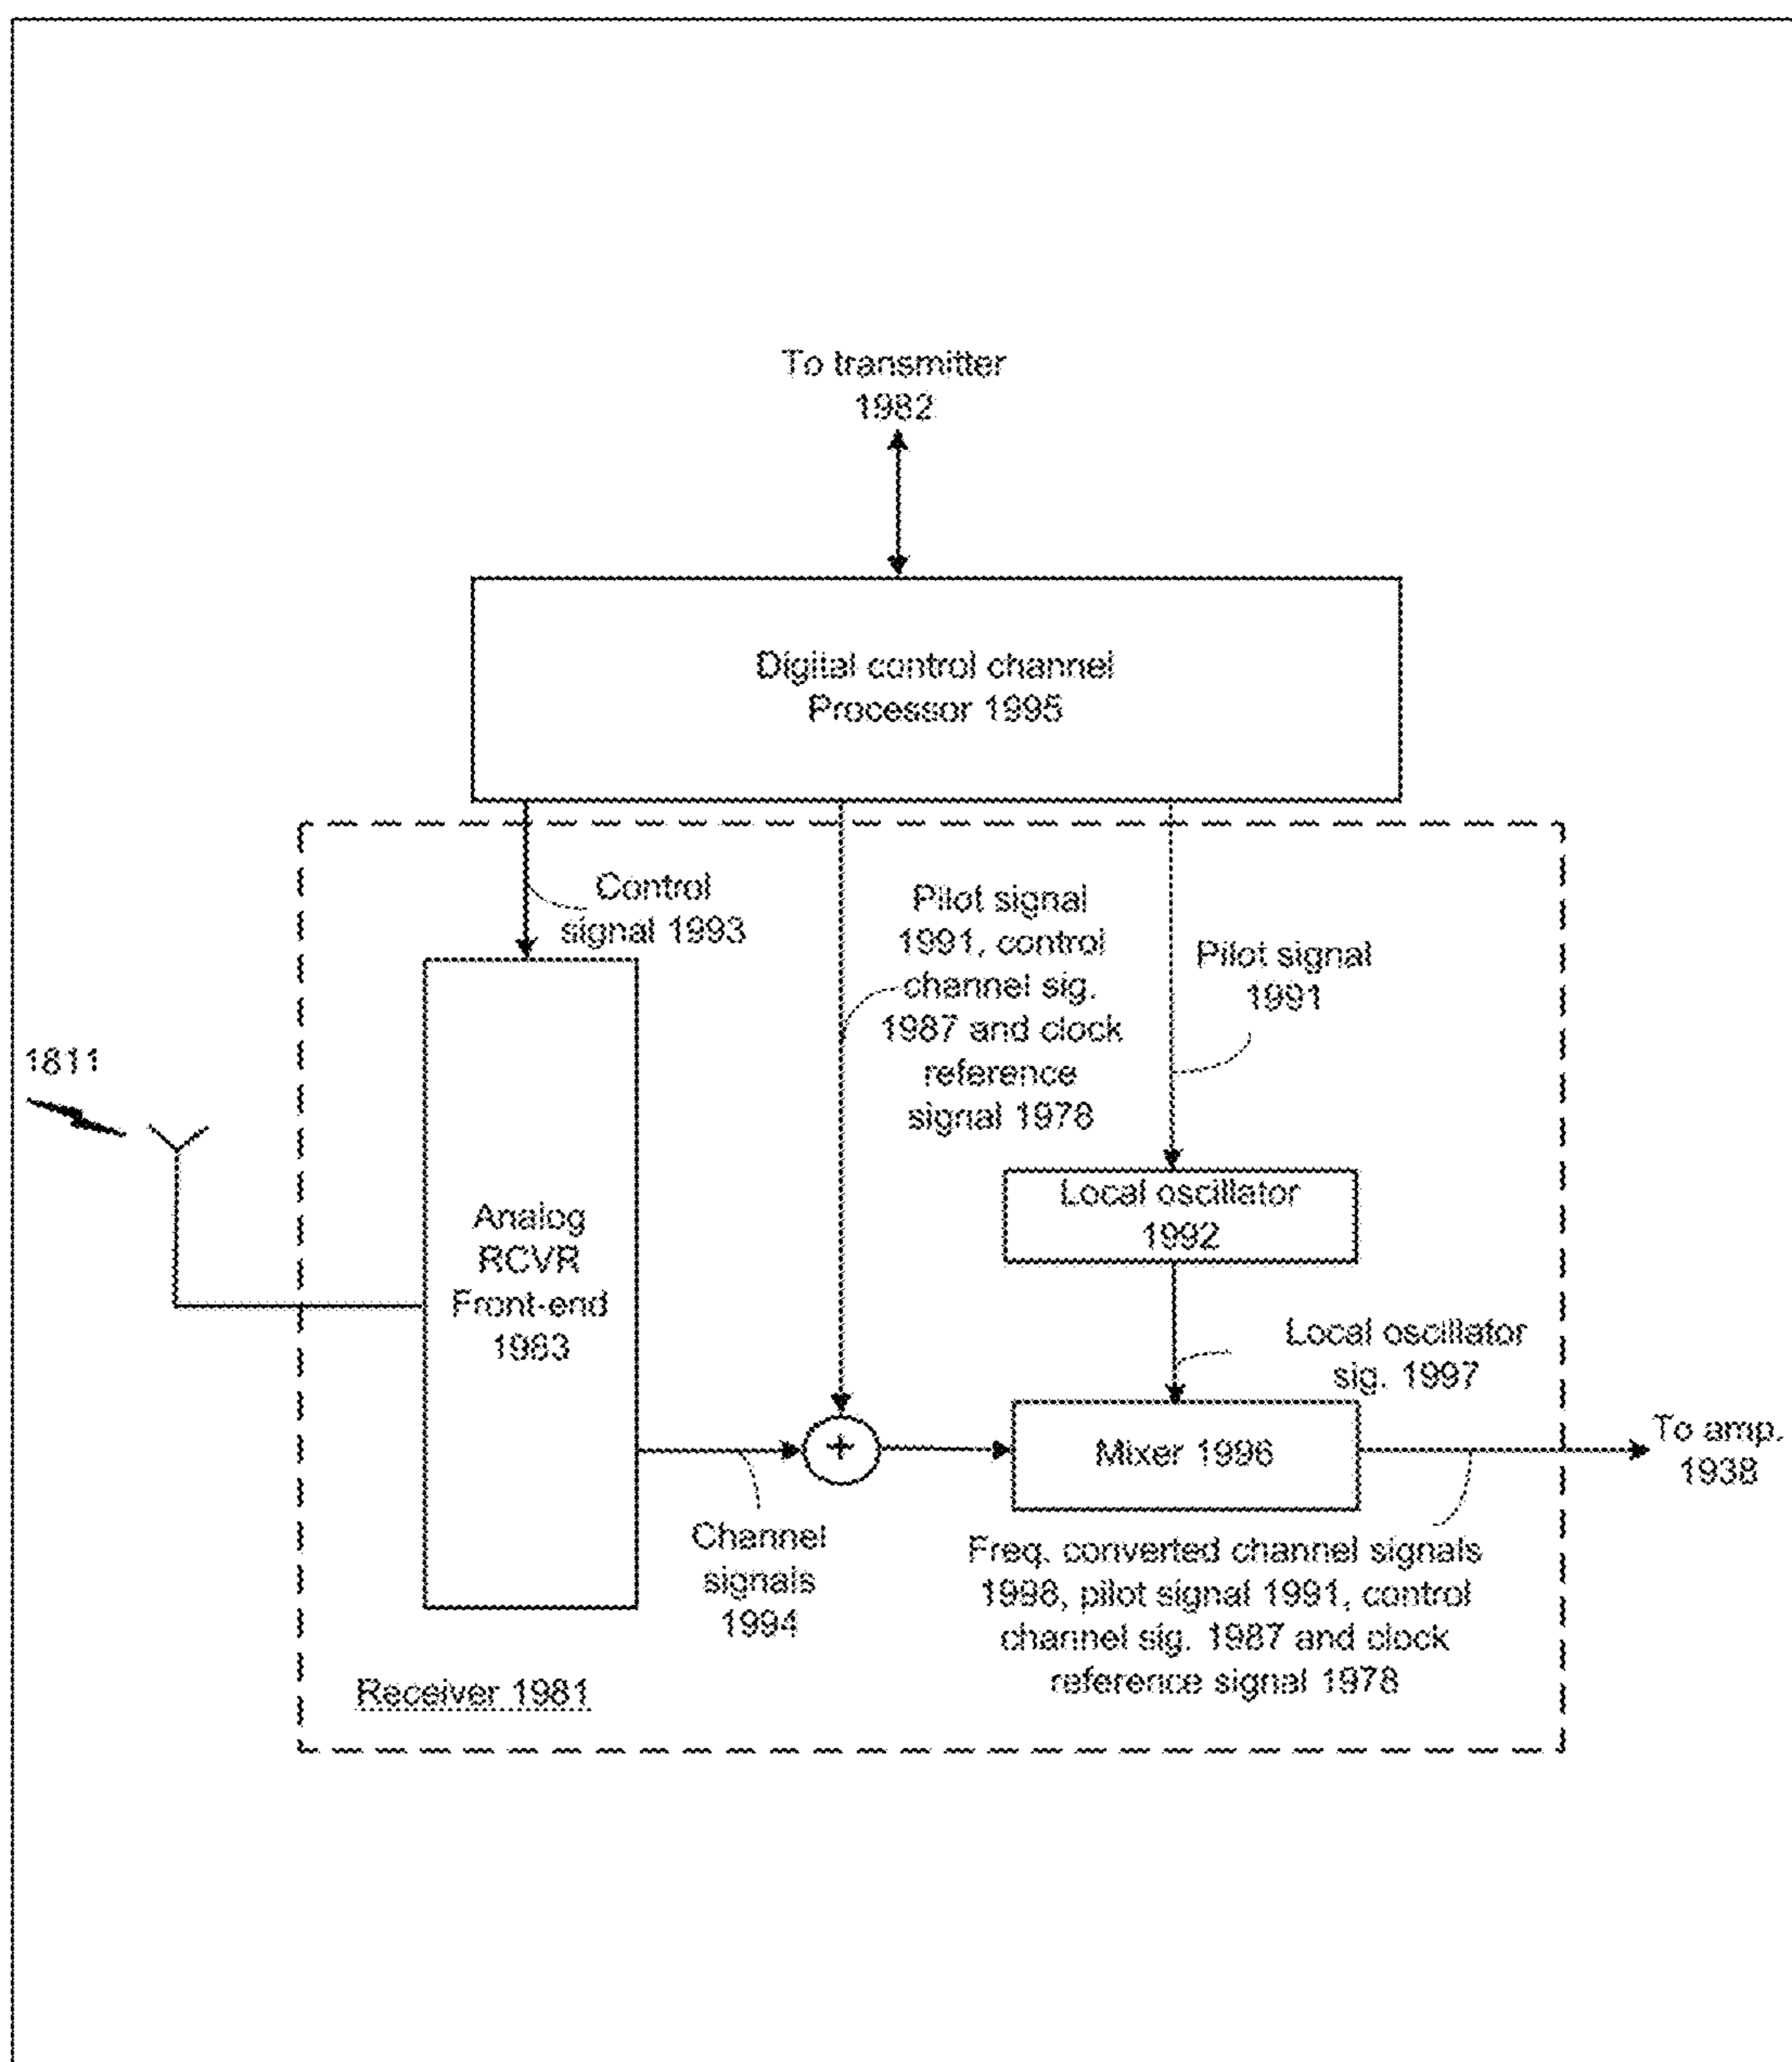 To transmitter
1982
Digital control channel
Processor 1995
Control
signal 1993
Pilot signal
1991, control
channel sig.
1987 and clock
reference
signal 1978
Pilot signal
1991
1811
Analog
RCVR
Front-end
1983
Local oscillator
1992
Local oscillator
sig. 1997
+
Mixer 1996
To amp.
1938
Channel
signals
1994
Freq. converted channel signals
1998, pilot signal 1991, control
channel sig. 1987 and clock
reference signal 1978
Receiver 1981